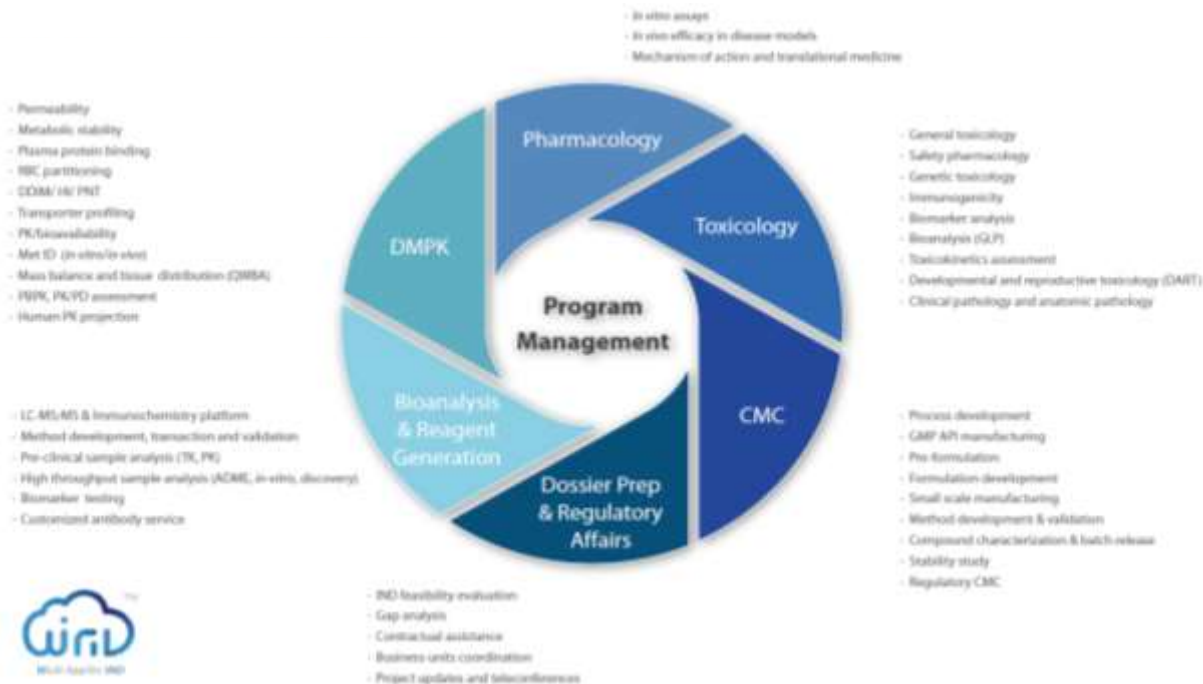 - In vitro assays
- In vivo efficacy in disease models
- Mechanism of action and translational medicine
Pharmacology
- Permeability
- Metabolic stability
- Plasma protein binding
- RBC partitioning
- Transporter profiling
- PK/bioavailability
- Met ID (in vitro/in vivo)
- Mass balance and tissue distribution (QWBA)
- PBPK, PK/PD assessment
- Human PK projection
DMPK
- General toxicology
- Safety pharmacology
- Genetic toxicology
- Immunogenicity
- Biomarker analysis
- Bioanalysis (GLP)
- Toxicokinetics assessment
- Developmental and reproductive toxicology (DART)
- Clinical pathology and anatomic pathology
Toxicology
Program
Management
- LC-MS/MS & Immunochemistry platform
- Method development, transaction and validation
- Pre-clinical sample analysis (TK, PK)
- High throughput sample analysis (ADME, in-vitro, discovery)
- Biomarker testing
- Customized antibody service
Bioanalysis
& Reagent
Generation
CMC
- Process development
- GMP API manufacturing
- Pre-formulation
- Formulation development
- Small scale manufacturing
- Method development & validation
- Compound characterization & batch release
- Stability study
- Regulatory CMC
Dossier Prep
& Regulatory
Affairs
- IND feasibility evaluation
- Gap analysis
- Contractual assistance
- Business units coordination
- Project updates and teleconferences
WIND